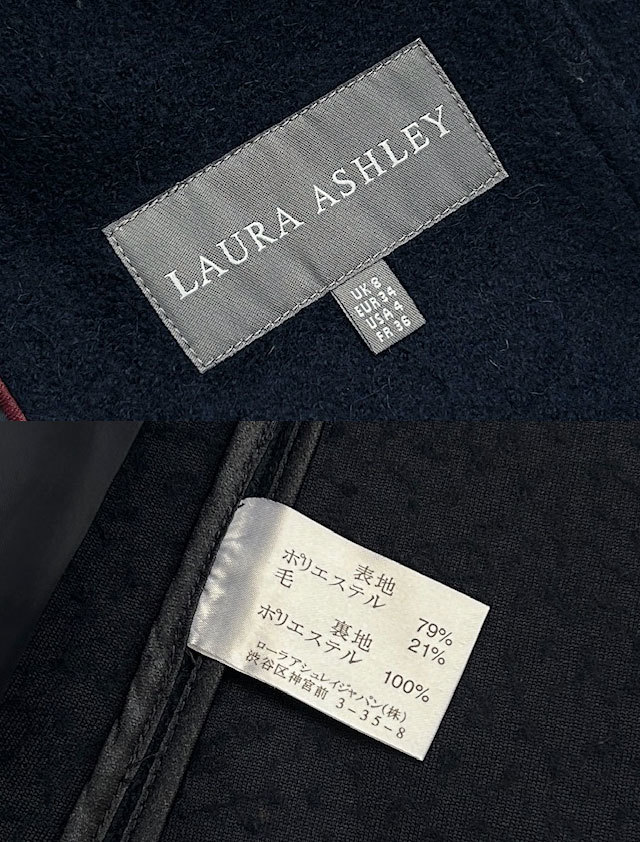 LAURA ASHLEY
UK 8
EUR 34
USA 4
FR 36
表地
ポリエステル 79%
毛 21%
裏地
ポリエステル 100%
ローラアシュレイジャパン(株)
渋谷区神宮前 3-35-8